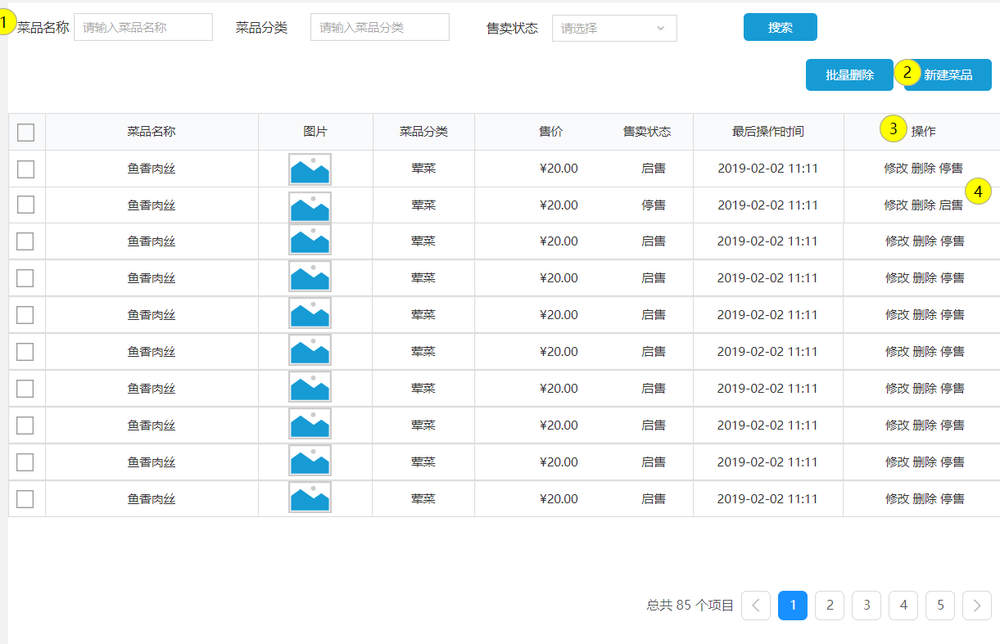 1 菜品名称 请输入菜品名称 菜品分类 请输入菜品分类 售卖状态 请选择 搜索
批量删除 2 新建菜品
菜品名称 图片 菜品分类 售价 售卖状态 最后操作时间 3 操作
鱼香肉丝 荤菜 ¥20.00 启售 2019-02-02 11:11 修改 删除 停售
4
鱼香肉丝 荤菜 ¥20.00 停售 2019-02-02 11:11 修改 删除 启售
鱼香肉丝 荤菜 ¥20.00 启售 2019-02-02 11:11 修改 删除 停售
鱼香肉丝 荤菜 ¥20.00 启售 2019-02-02 11:11 修改 删除 停售
鱼香肉丝 荤菜 ¥20.00 启售 2019-02-02 11:11 修改 删除 停售
鱼香肉丝 荤菜 ¥20.00 启售 2019-02-02 11:11 修改 删除 停售
鱼香肉丝 荤菜 ¥20.00 启售 2019-02-02 11:11 修改 删除 停售
鱼香肉丝 荤菜 ¥20.00 启售 2019-02-02 11:11 修改 删除 停售
鱼香肉丝 荤菜 ¥20.00 启售 2019-02-02 11:11 修改 删除 停售
鱼香肉丝 荤菜 ¥20.00 启售 2019-02-02 11:11 修改 删除 停售
总共 85 个项目 1 2 3 4 5